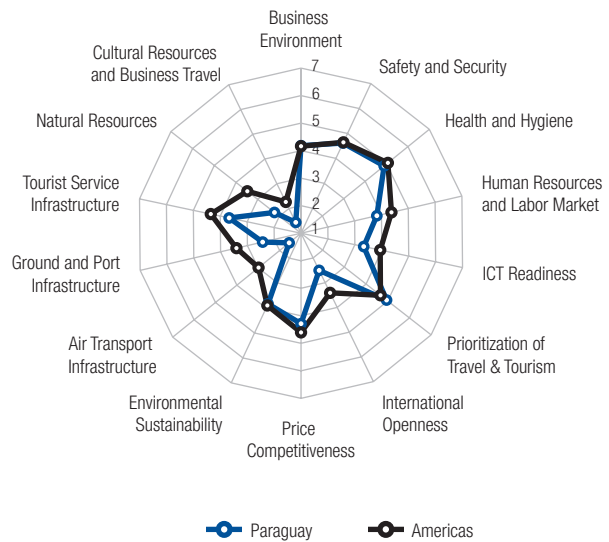 Business
Environment
Cultural Resources
and Business Travel
Safety and Security
Natural Resources
Health and Hygiene
Tourist Service
Infrastructure
Human Resources
and Labor Market
Ground and Port
Infrastructure
ICT Readiness
Air Transport
Infrastructure
Prioritization of
Travel & Tourism
Environmental
Sustainability
International
Openness
Price
Competitiveness
7
6
5
4
3
2
1
Paraguay
Americas